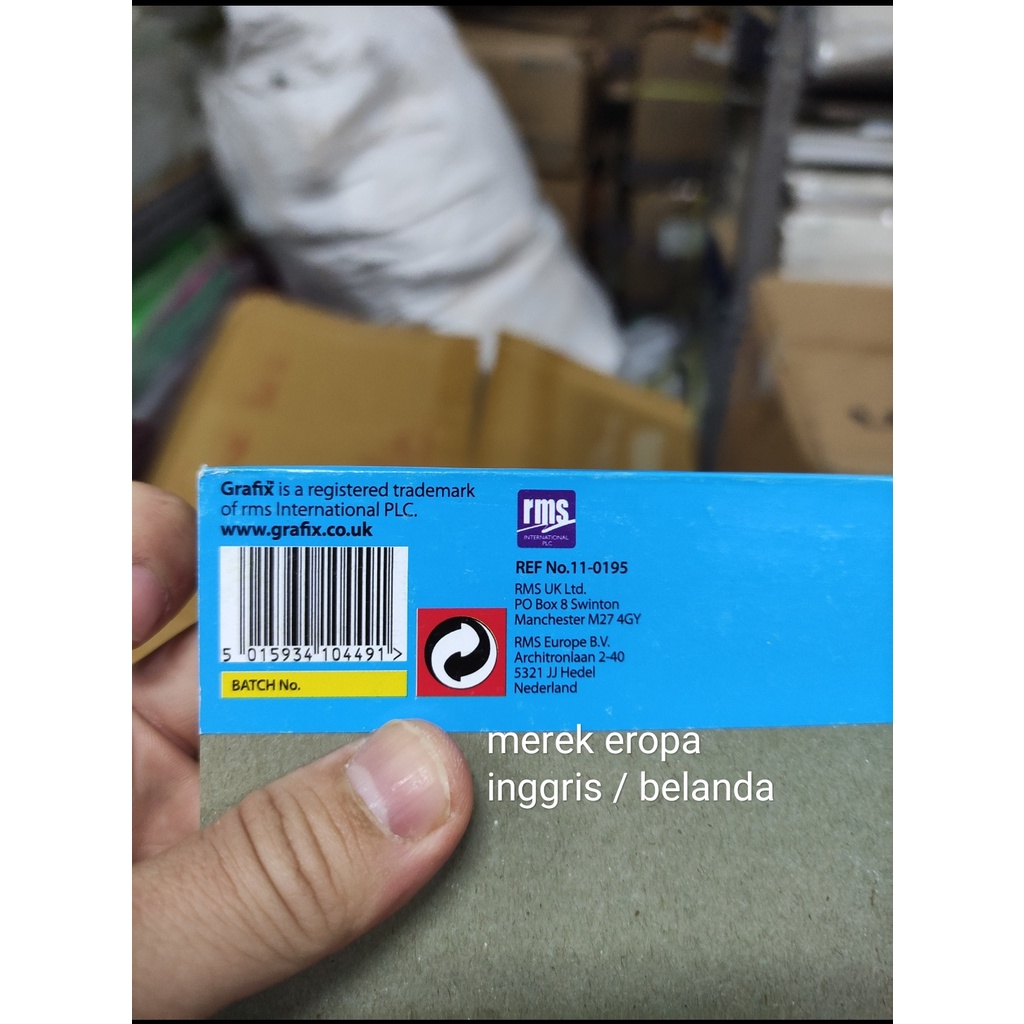 Grafix™ is a registered trademark
of rms International PLC.
www.grafix.co.uk
5 015934 104491 >
BATCH No.
rms
INTERNATIONAL
PLC
REF No.11-0195
RMS UK Ltd.
PO Box 8 Swinton
Manchester M27 4GY
RMS Europe B.V.
Architronlaan 2-40
5321 JJ Hedel
Nederland
merek eropa
inggris / belanda